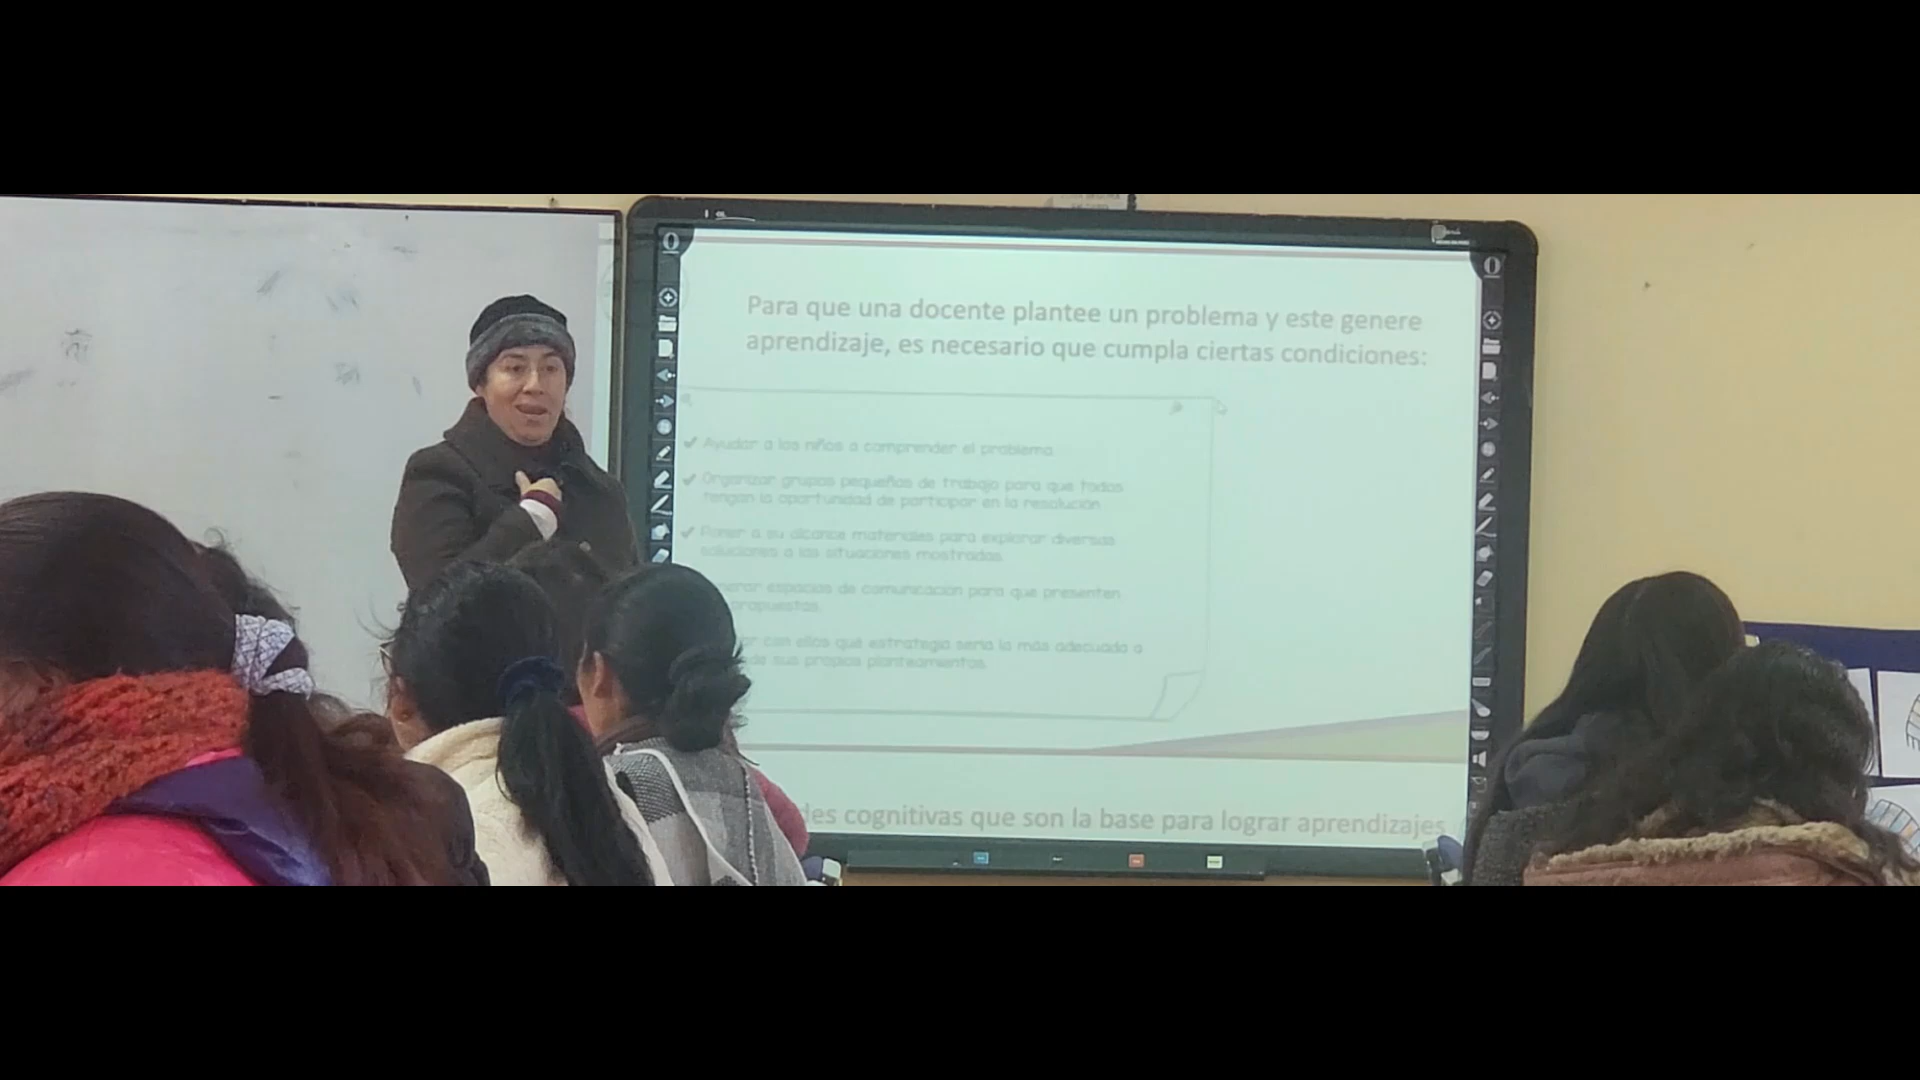 Para que una docente plantee un problema y este genere
aprendizaje, es necesario que cumpla ciertas condiciones:
✔ Ayudar a los niños a comprender el problema.
✔ Organizar grupos pequeños de trabajo para que todos
tengan la oportunidad de participar en la resolución.
✔ Poner a su alcance materiales para explorar diversas
soluciones a las situaciones mostradas.
espacios de comunicación para que presenten
propuestas.
con ellos qué estrategia sería la más adecuada a
de sus propios planteamientos.
des cognitivas que son la base para lograr aprendizajes